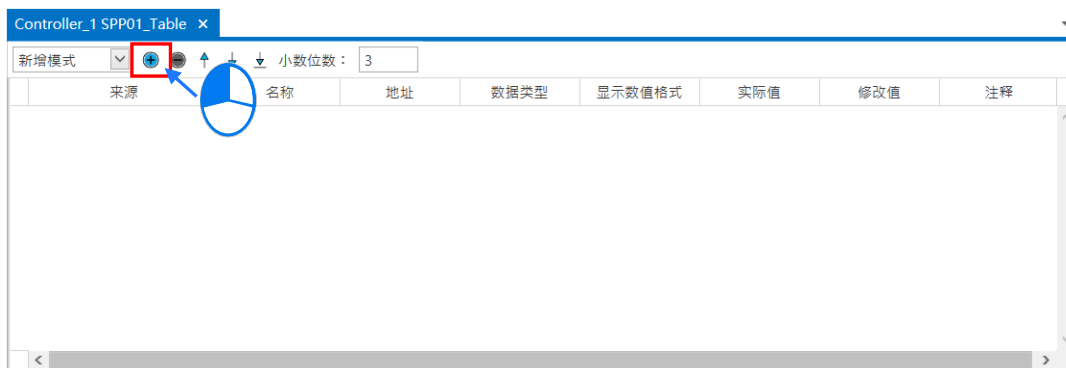 Controller_1 SPP01_Table
新增模式 小数位数： 3
来源 名称 地址 数据类型 显示数值格式 实际值 修改值 注释